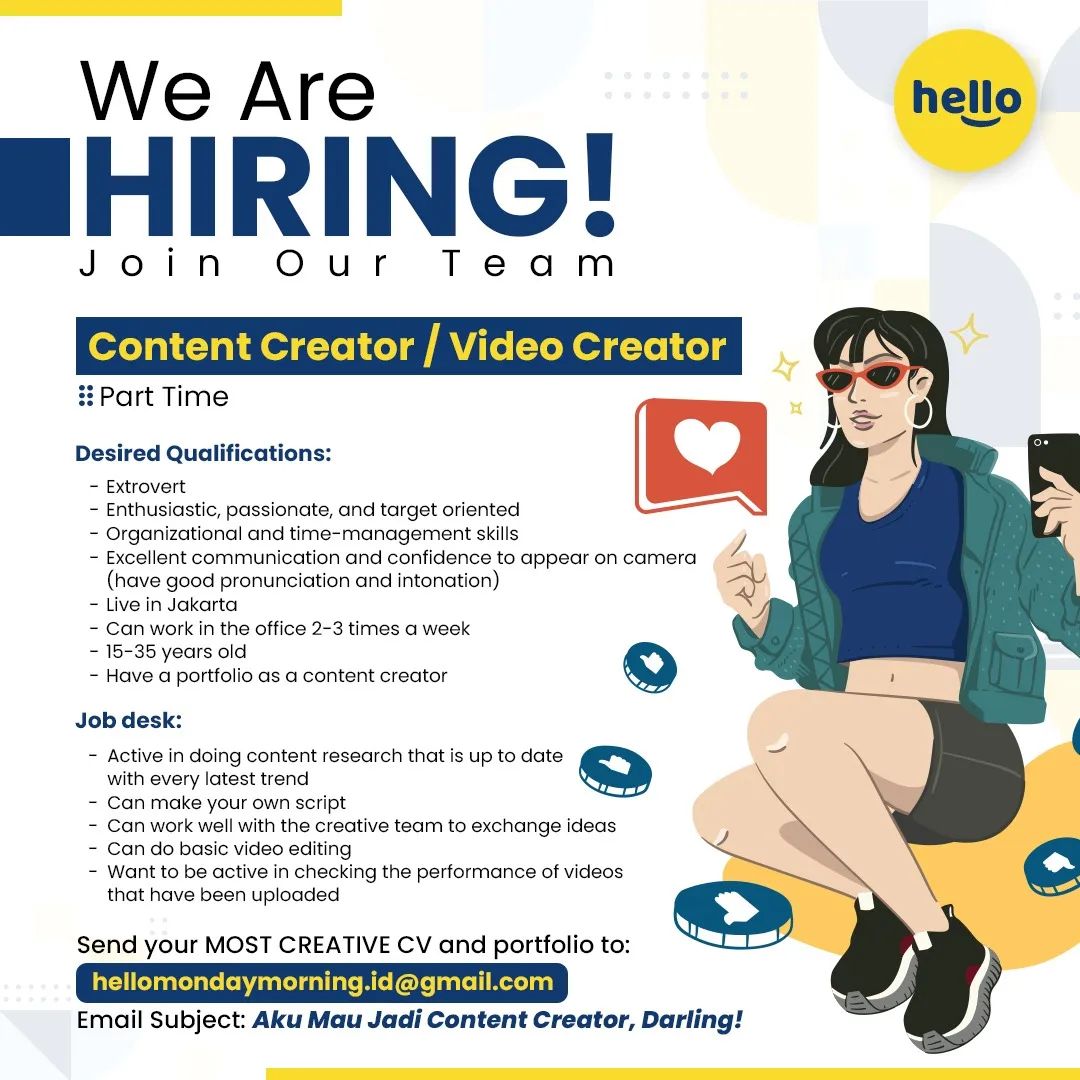 We Are
hello
HIRING!
Join Our Team
Content Creator / Video Creator
Part Time
Desired Qualifications:
- Extrovert
- Enthusiastic, passionate, and target oriented
- Organizational and time-management skills
- Excellent communication and confidence to appear on camera
(have good pronunciation and intonation)
- Live in Jakarta
- Can work in the office 2-3 times a week
- 15-35 years old
- Have a portfolio as a content creator
Job desk:
- Active in doing content research that is up to date
with every latest trend
- Can make your own script
- Can work well with the creative team to exchange ideas
- Can do basic video editing
- Want to be active in checking the performance of videos
that have been uploaded
Send your MOST CREATIVE CV and portfolio to:
hellomondaymorning.id@gmail.com
Email Subject: Aku Mau Jadi Content Creator, Darling!